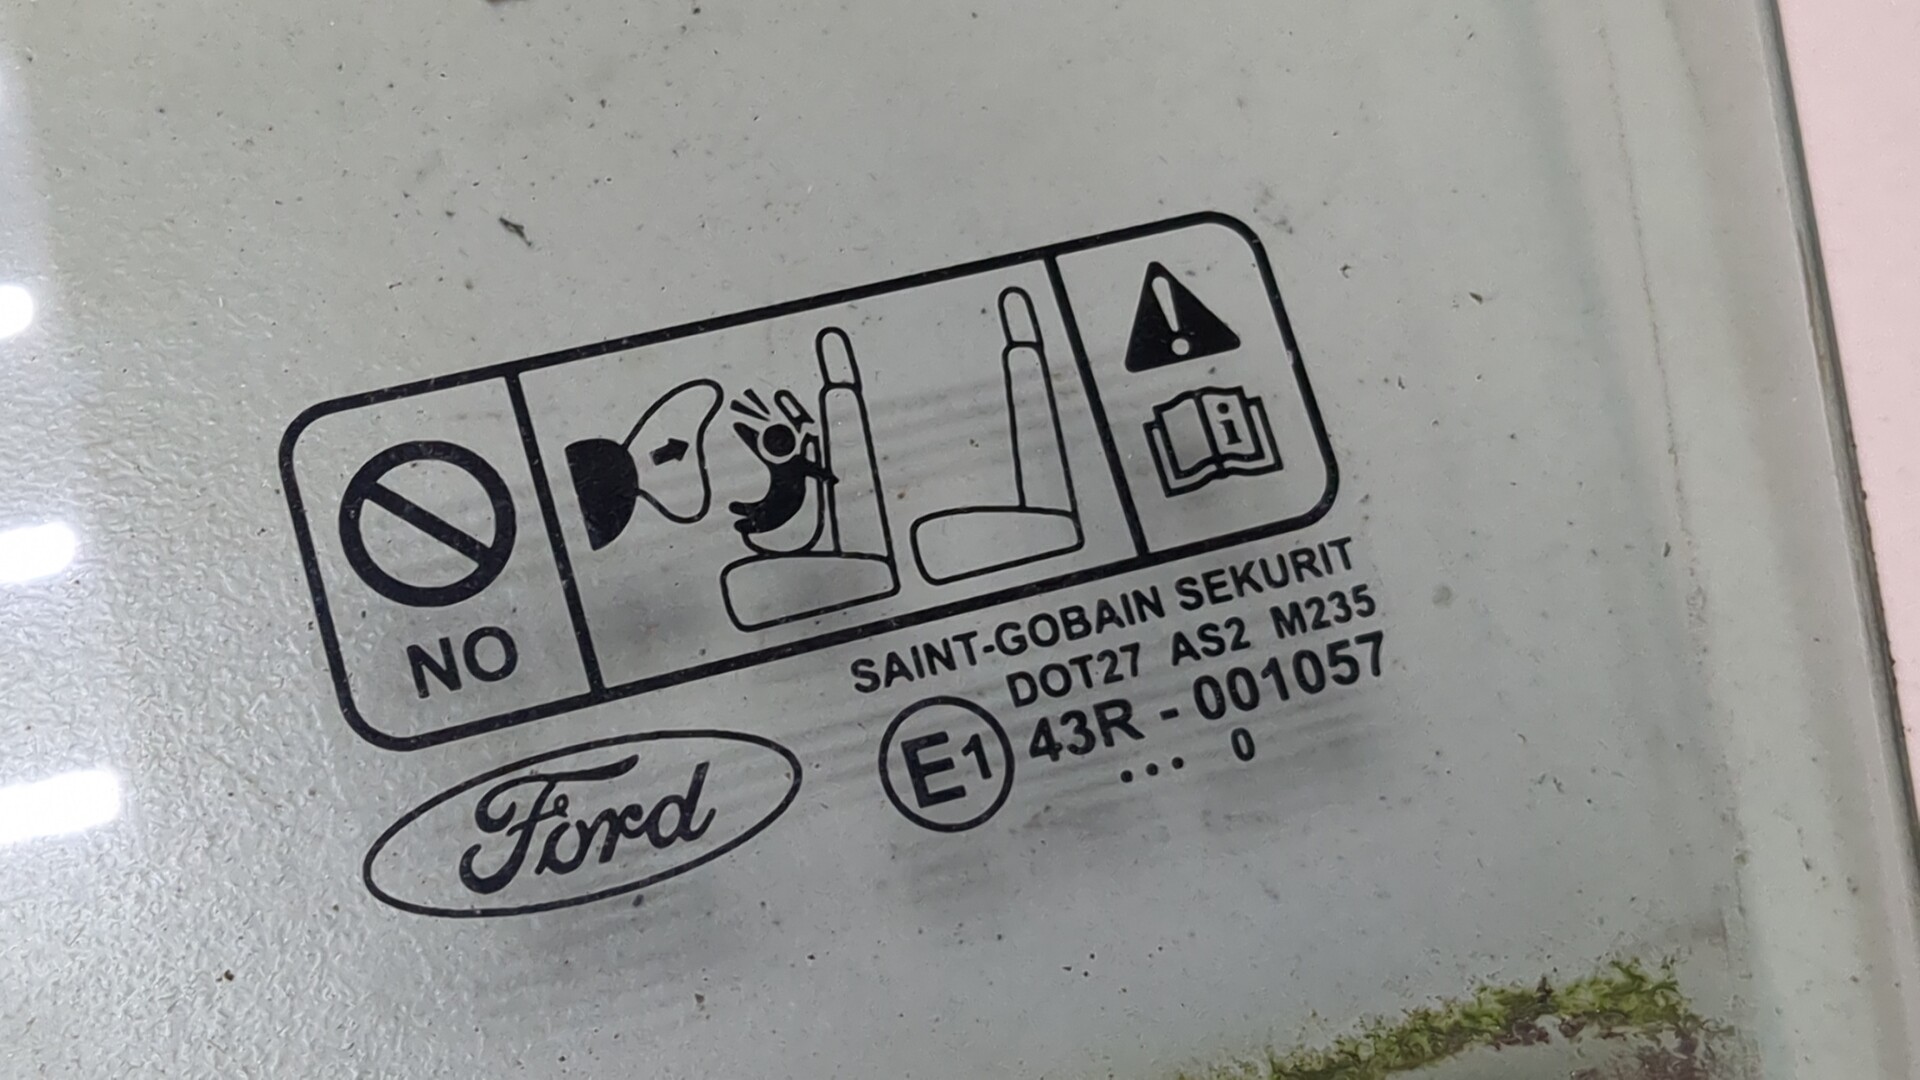 NO
SAINT-GOBAIN SEKURIT
DOT27 AS2 M235
E1 43R - 001057
... 0
Ford